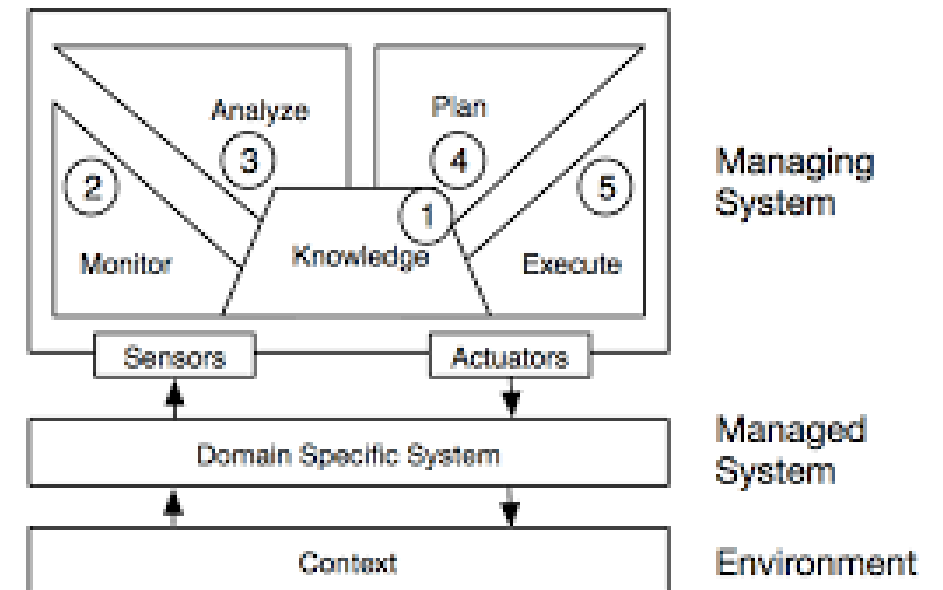 Analyze
Plan
3
4
2
5
Managing
System
1
Knowledge
Monitor
Execute
Sensors
Actuators
Managed
System
Domain Specific System
Context
Environment